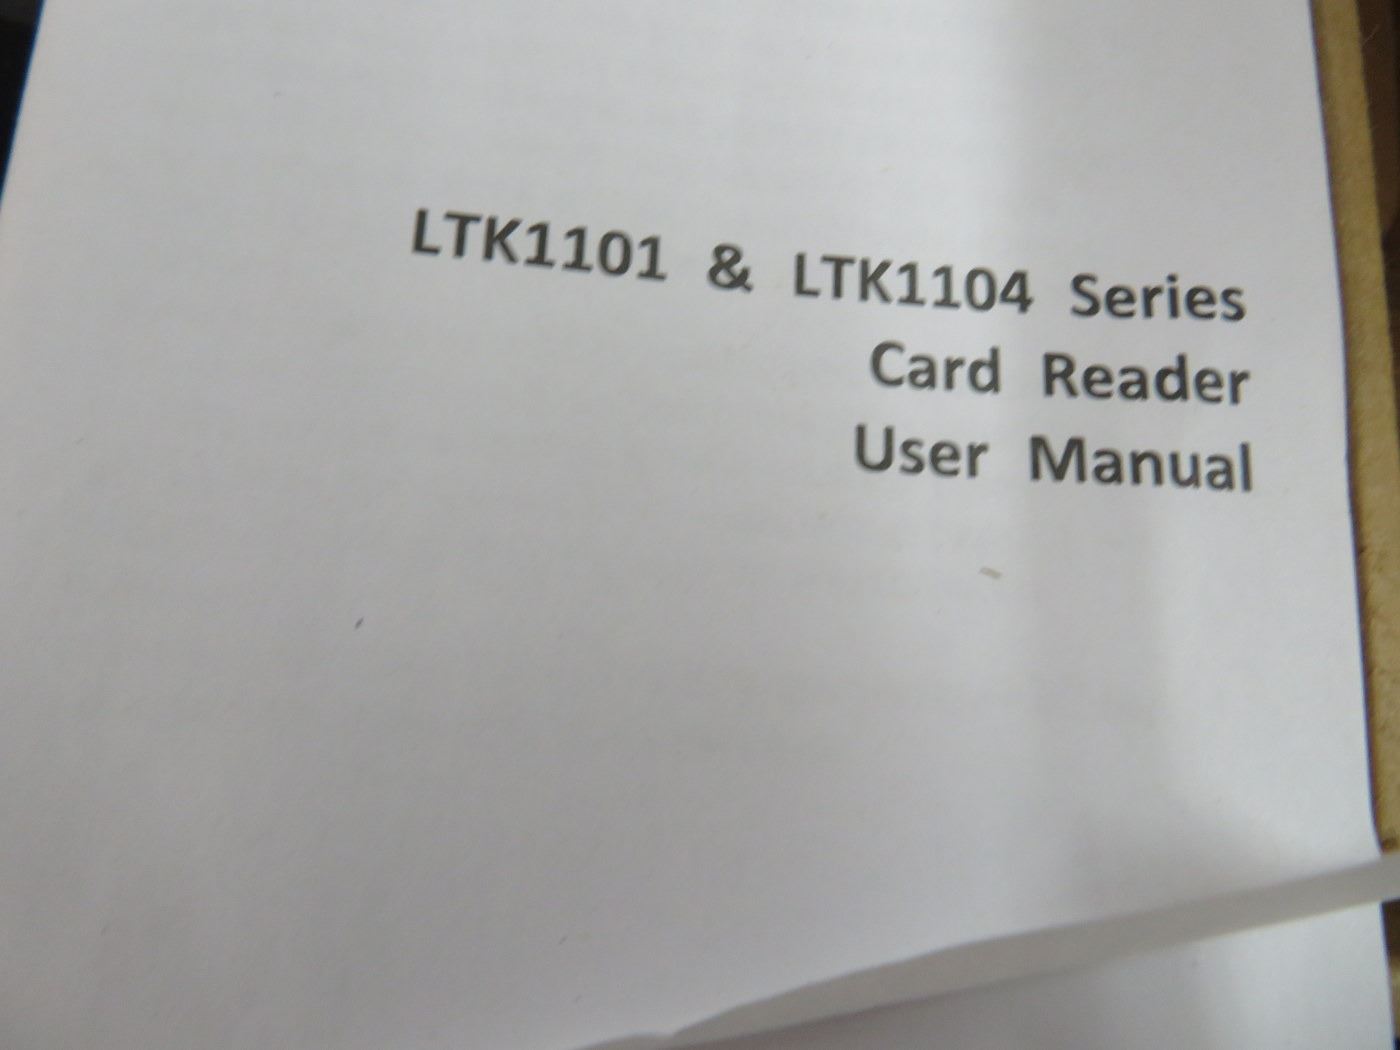 LTK1101 & LTK1104 Series
Card Reader
User Manual